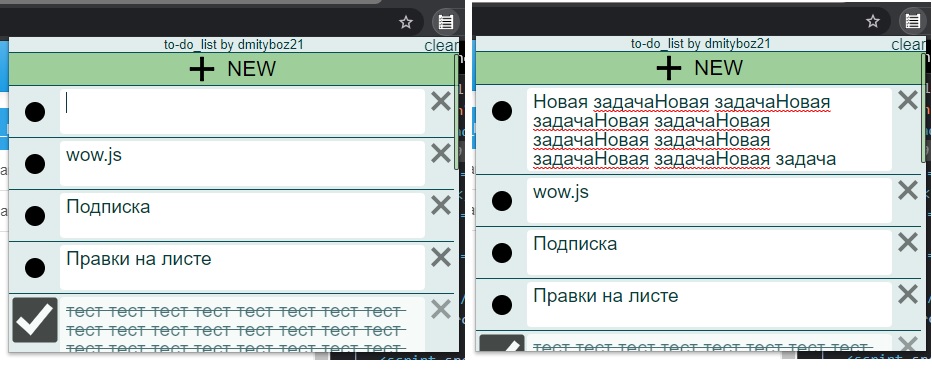 to-do_list by dmityboz21
clear
NEW
wow.js
Подписка
Правки на листе
тест тест тест тест тест тест тест тест
тест тест тест тест тест тест тест тест
тест тест тест тест тест тест тест тест
to-do_list by dmityboz21
clear
NEW
Новая задачаНовая задачаНовая
задачаНовая задачаНовая
задачаНовая задачаНовая
задачаНовая задачаНовая задача
wow.js
Подписка
Правки на листе
тест тест тест тест тест тест тест тест